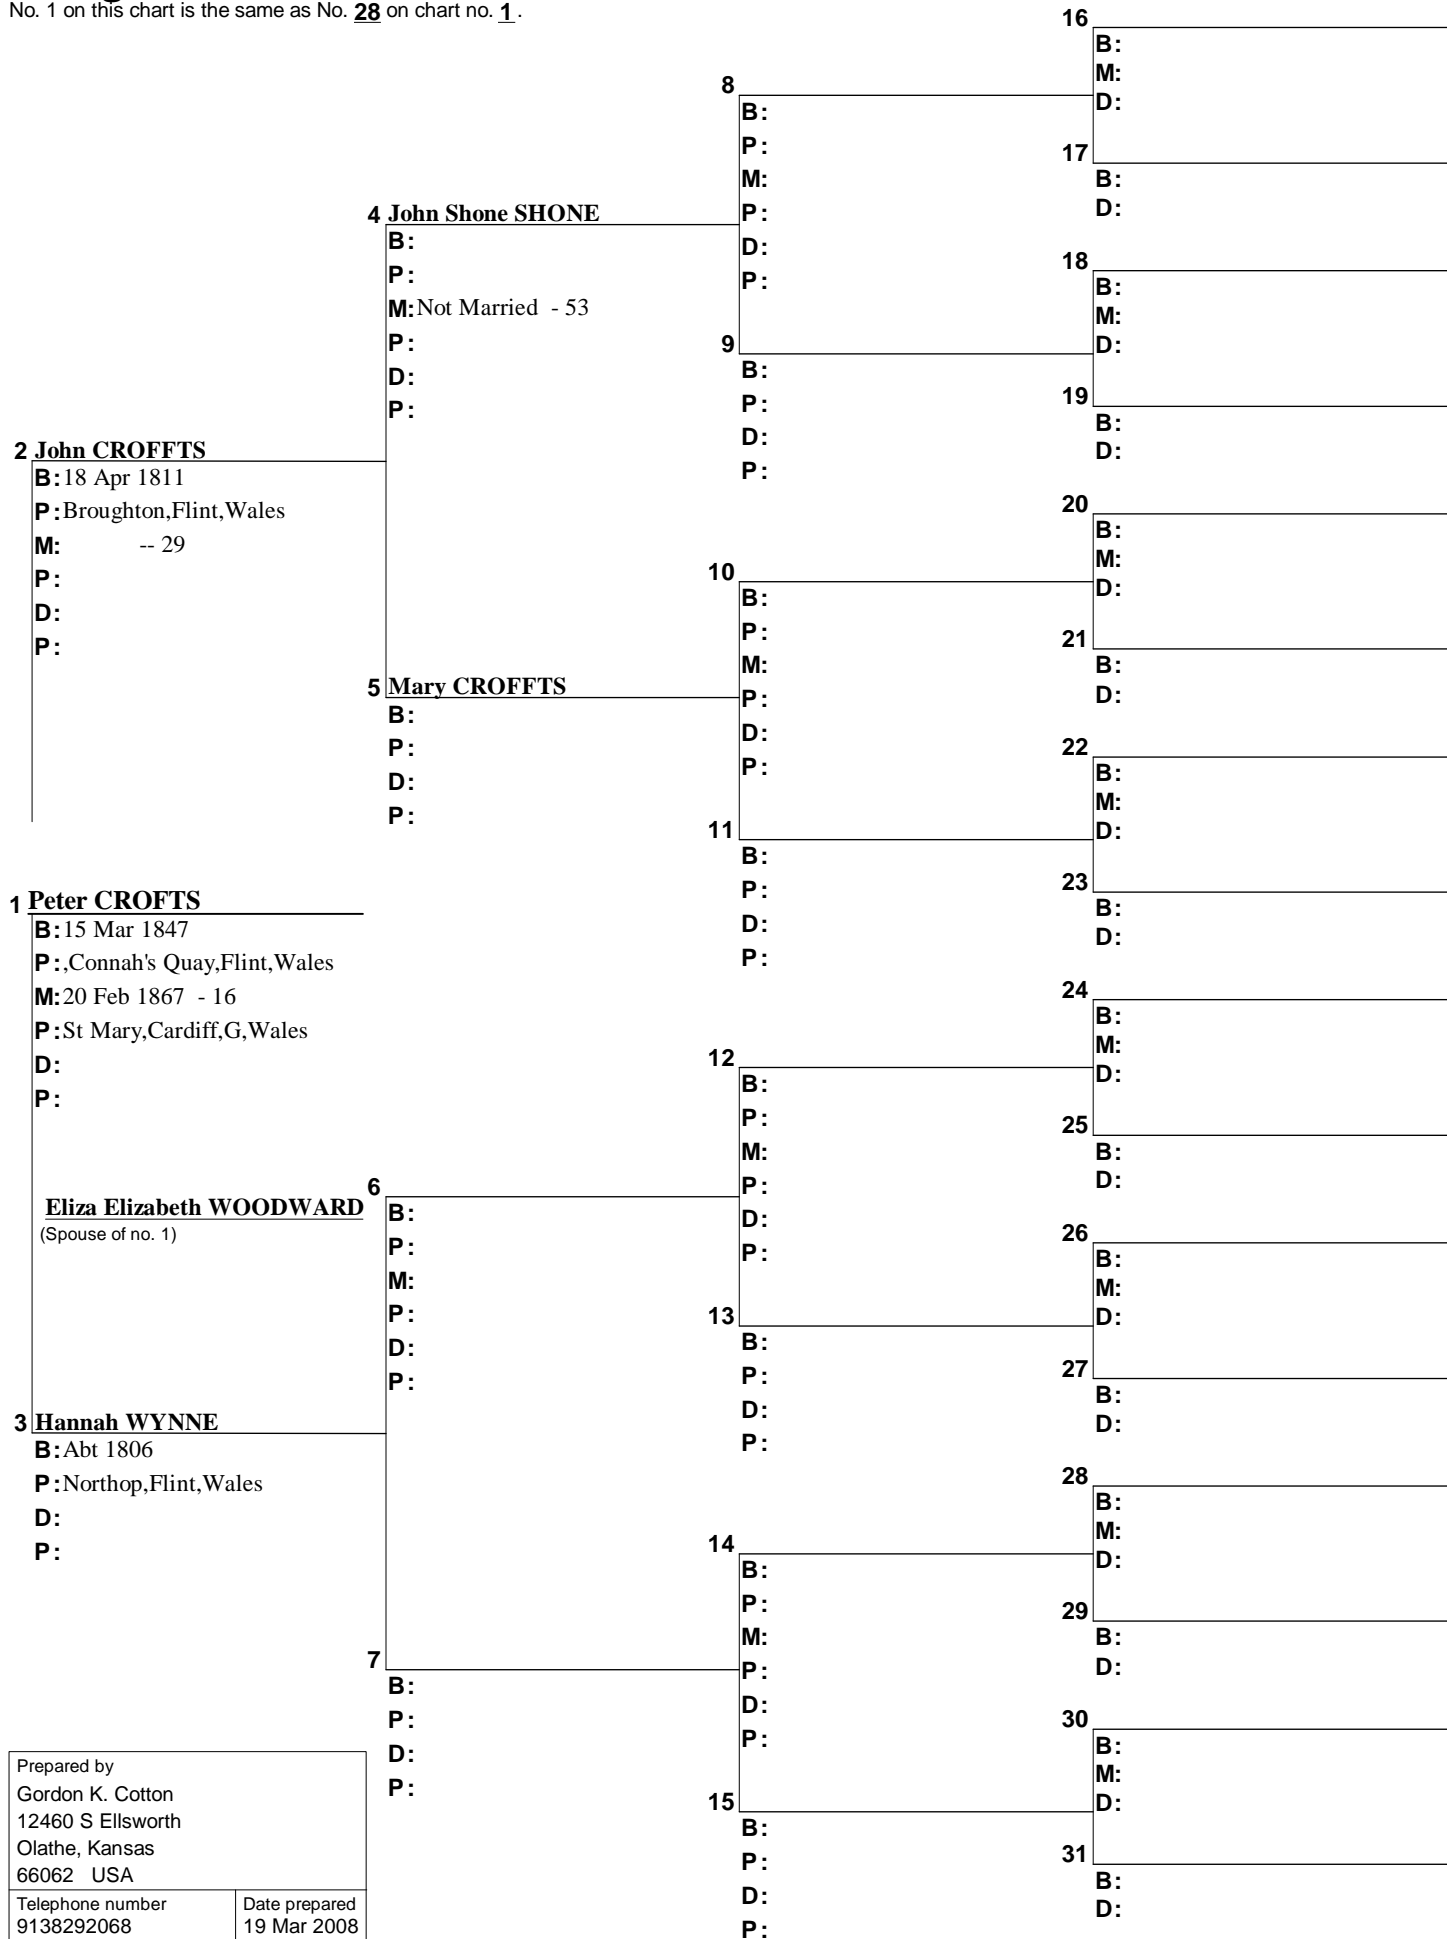 No. 1 on this chart is the same as No. 28 on chart no. 1.
2 John CROFFTS
B: 18 Apr 1811
P: Broughton,Flint,Wales
M: -- 29
P:
D:
P:
1 Peter CROFTS
B: 15 Mar 1847
P: ,Connah's Quay,Flint,Wales
M: 20 Feb 1867 - 16
P: St Mary,Cardiff,G,Wales
D:
P:
Eliza Elizabeth WOODWARD
(Spouse of no. 1)
3 Hannah WYNNE
B: Abt 1806
P: Northop,Flint,Wales
D:
P:
4 John Shone SHONE
B:
P:
M: Not Married - 53
P:
D:
P:
5 Mary CROFFTS
B:
P:
D:
P:
6
B:
P:
M:
P:
D:
P:
7
B:
P:
D:
P:
8
B:
P:
M:
P:
D:
P:
9
B:
P:
D:
P:
10
B:
P:
M:
P:
D:
P:
11
B:
P:
D:
P:
12
B:
P:
M:
P:
D:
P:
13
B:
P:
D:
P:
14
B:
P:
M:
P:
D:
P:
15
B:
P:
D:
P:
16
B:
M:
D:
17
B:
D:
18
B:
M:
D:
19
B:
D:
20
B:
M:
D:
21
B:
D:
22
B:
M:
D:
23
B:
D:
24
B:
M:
D:
25
B:
D:
26
B:
M:
D:
27
B:
D:
28
B:
M:
D:
29
B:
D:
30
B:
M:
D:
31
B:
D:
Prepared by
Gordon K. Cotton
12460 S Ellsworth
Olathe, Kansas
66062 USA
Telephone number
9138292068
Date prepared
19 Mar 2008